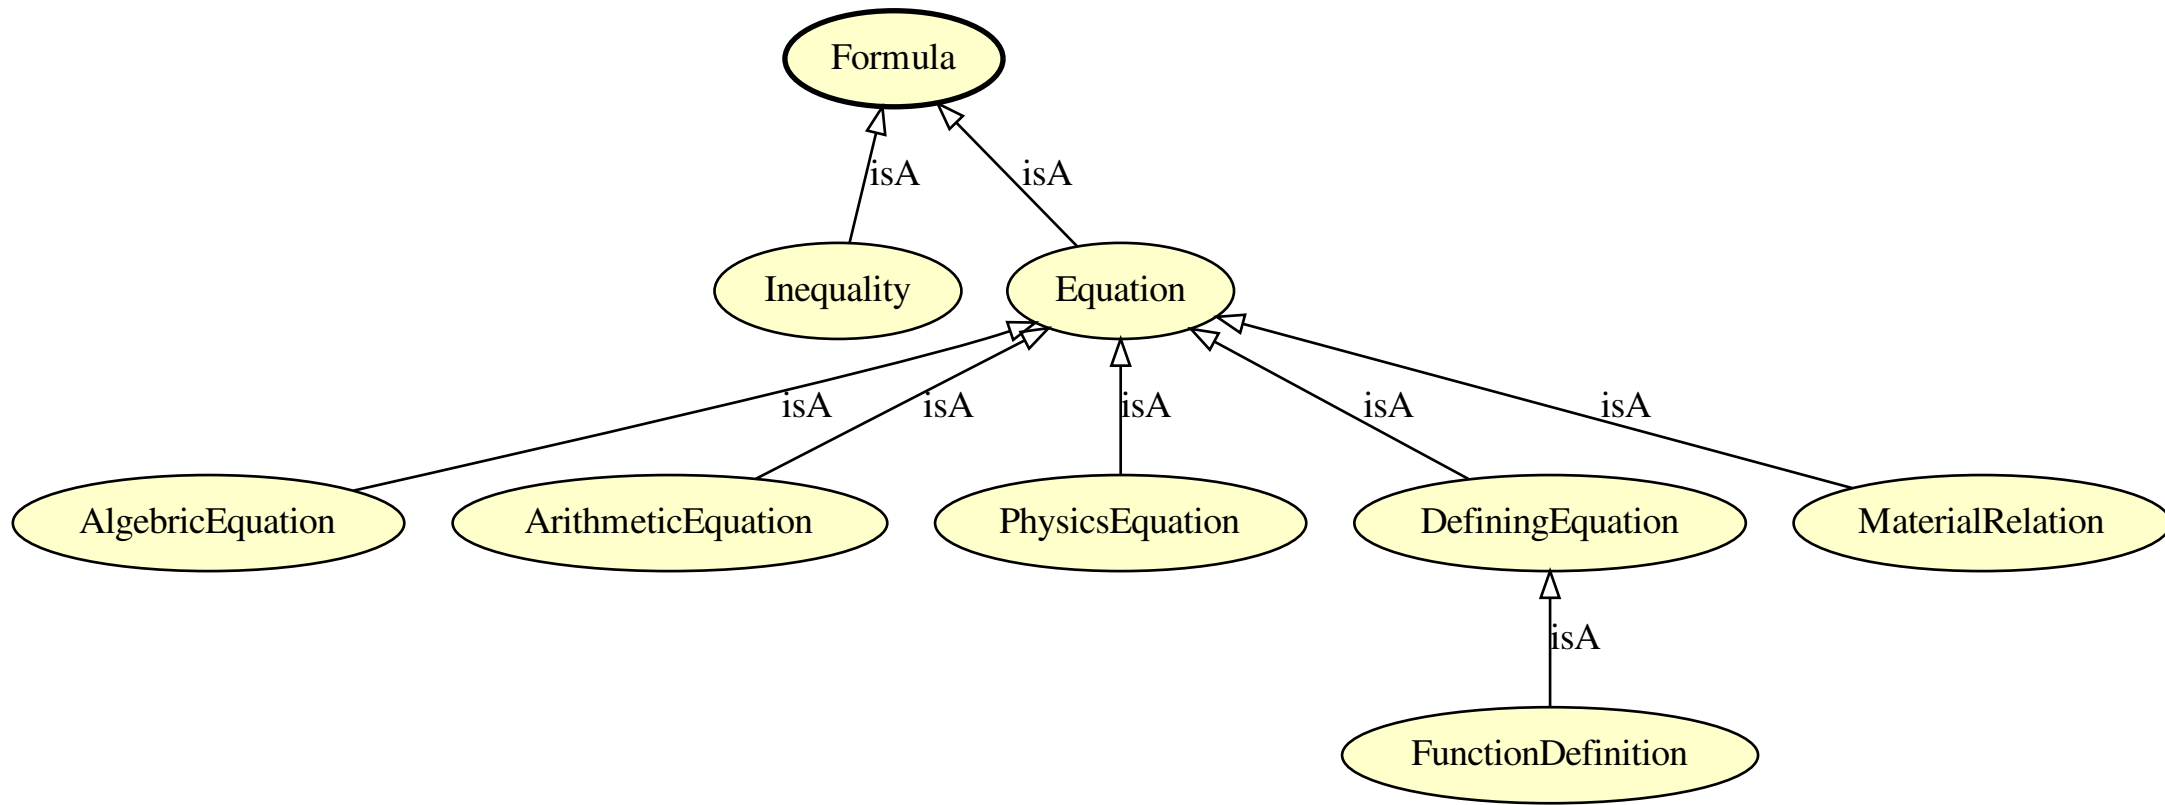 Formula
isA
isA
Inequality
Equation
isA
isA
isA
isA
isA
AlgebricEquation
ArithmeticEquation
PhysicsEquation
DefiningEquation
MaterialRelation
isA
FunctionDefinition